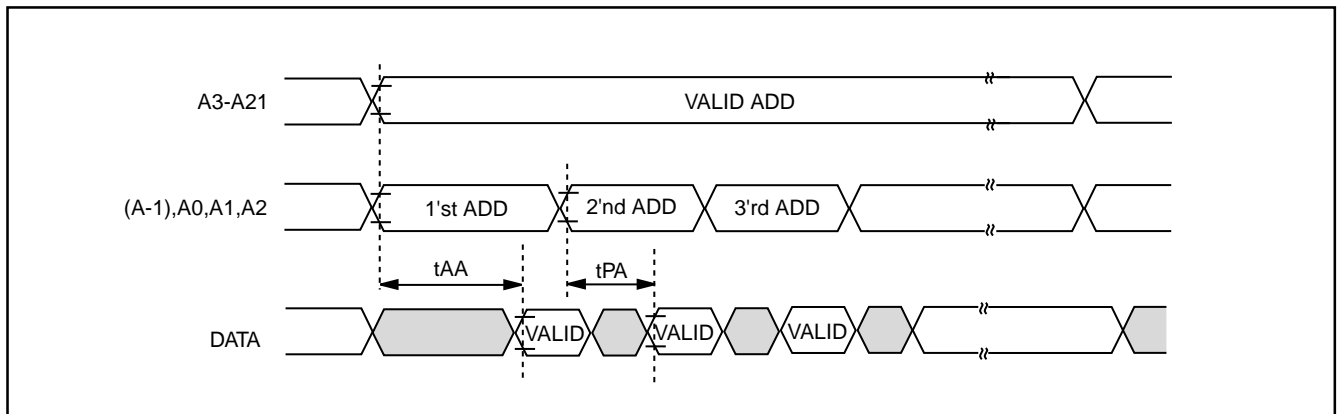 A3-A21
VALID ADD
(A-1),A0,A1,A2
1'st ADD
2'nd ADD
3'rd ADD
tAA
tPA
DATA
VALID
VALID
VALID